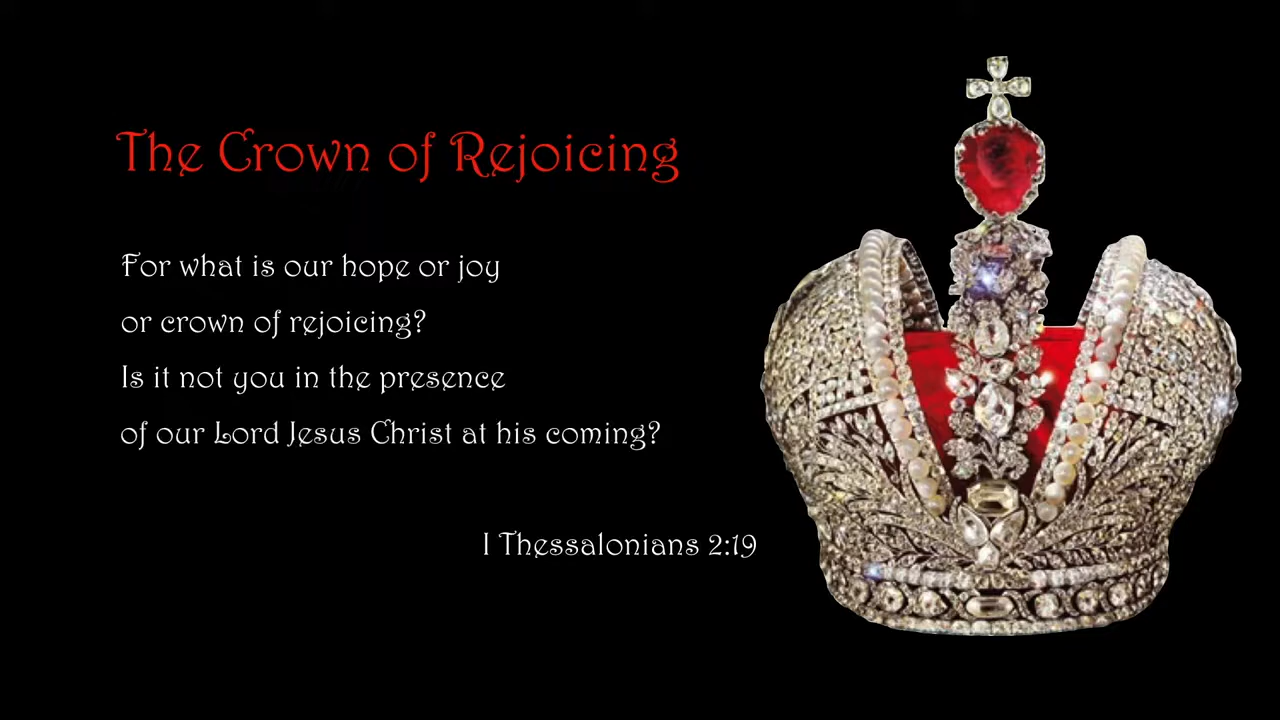 The Crown of Rejoicing
For what is our hope or joy
or crown of rejoicing?
Is it not you in the presence
of our Lord Jesus Christ at his coming?
I Thessalonians 2:19